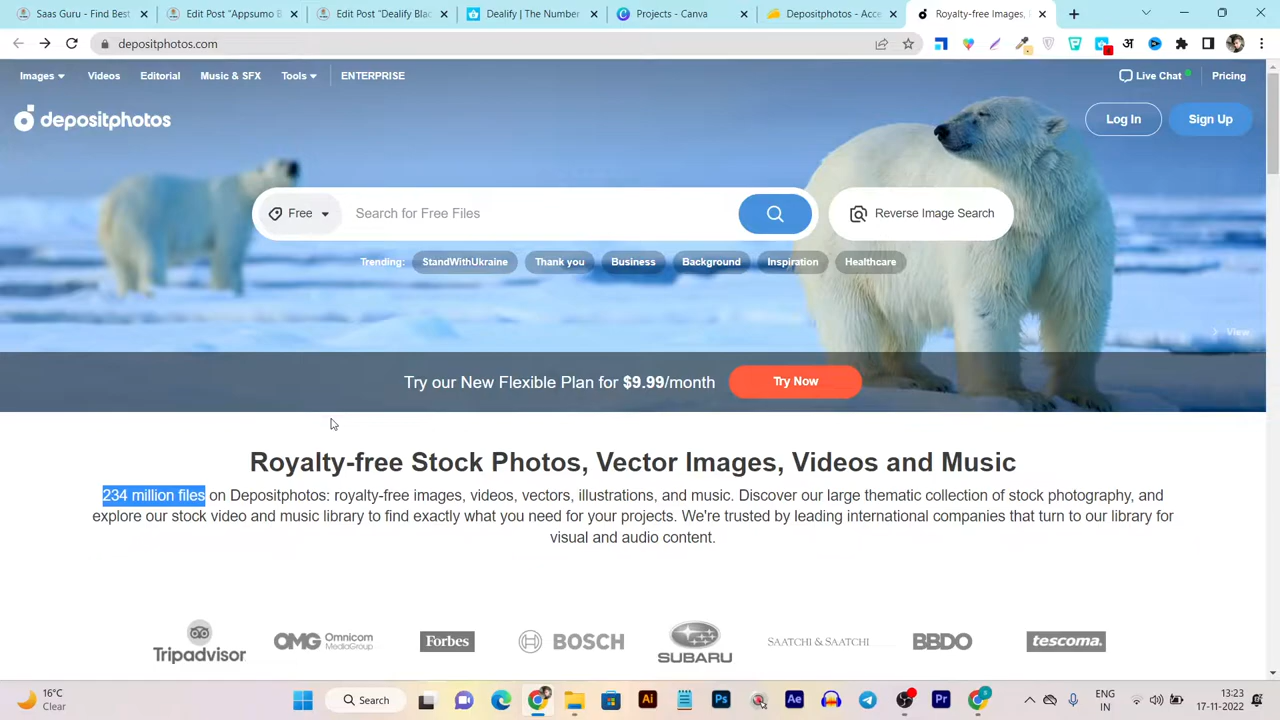 Saas Guru - Find Best
Edit Post "Appsumo B
Edit Post "Dealify Blac
Dealify | The Number
Projects - Canva
Depositphotos - Acce
Royalty-free Images,
depositphotos.com
Images Videos Editorial Music & SFX Tools ENTERPRISE Live Chat Pricing
depositphotos Log In Sign Up
Free Search for Free Files Reverse Image Search
Trending: StandWithUkraine Thank you Business Background Inspiration Healthcare
View
Try our New Flexible Plan for $9.99/month Try Now
Royalty-free Stock Photos, Vector Images, Videos and Music
234 million files on Depositphotos: royalty-free images, videos, vectors, illustrations, and music. Discover our large thematic collection of stock photography, and
explore our stock video and music library to find exactly what you need for your projects. We're trusted by leading international companies that turn to our library for
visual and audio content.
Tripadvisor OMG Omnicom MediaGroup Forbes BOSCH SUBARU SAATCHI & SAATCHI BBDO tescoma.
16°C
Clear
Search
Ai Ps Ae Pr
ENG
IN
13:23
17-11-2022